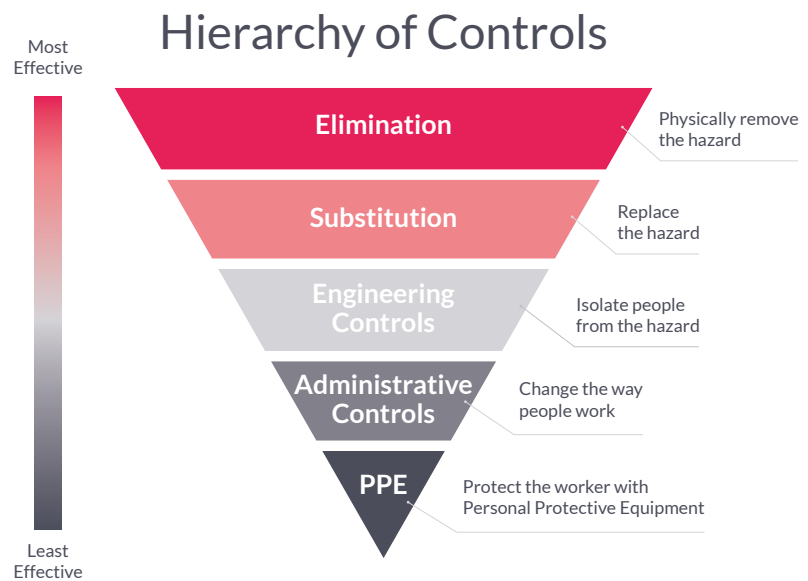 Hierarchy of Controls
Most
Effective
Elimination
Physically remove
the hazard
Substitution
Replace
the hazard
Engineering
Controls
Isolate people
from the hazard
Administrative
Controls
Change the way
people work
PPE
Protect the worker with
Personal Protective Equipment
Least
Effective